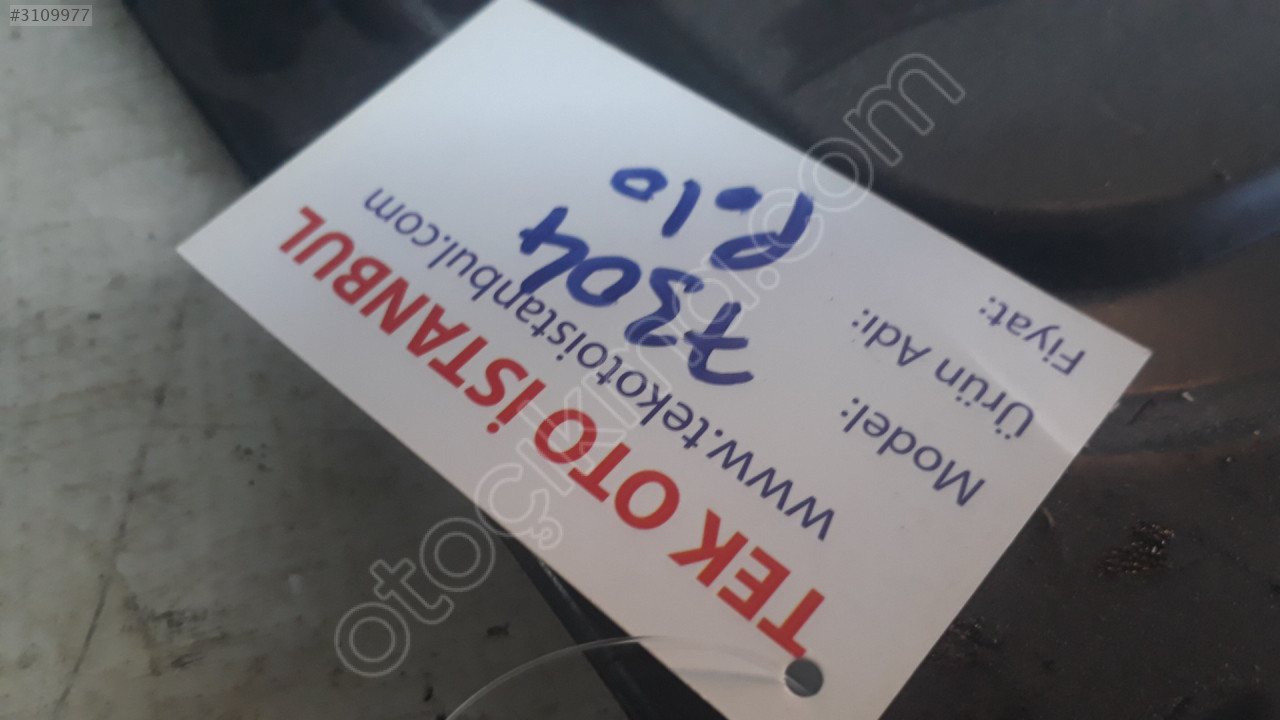 #3109977
TEK OTO İSTANBUL
www.tekotoistanbul.com
Model:
7304
Ürün Adı:
R-10
Fiyat:
otoçıkma.com